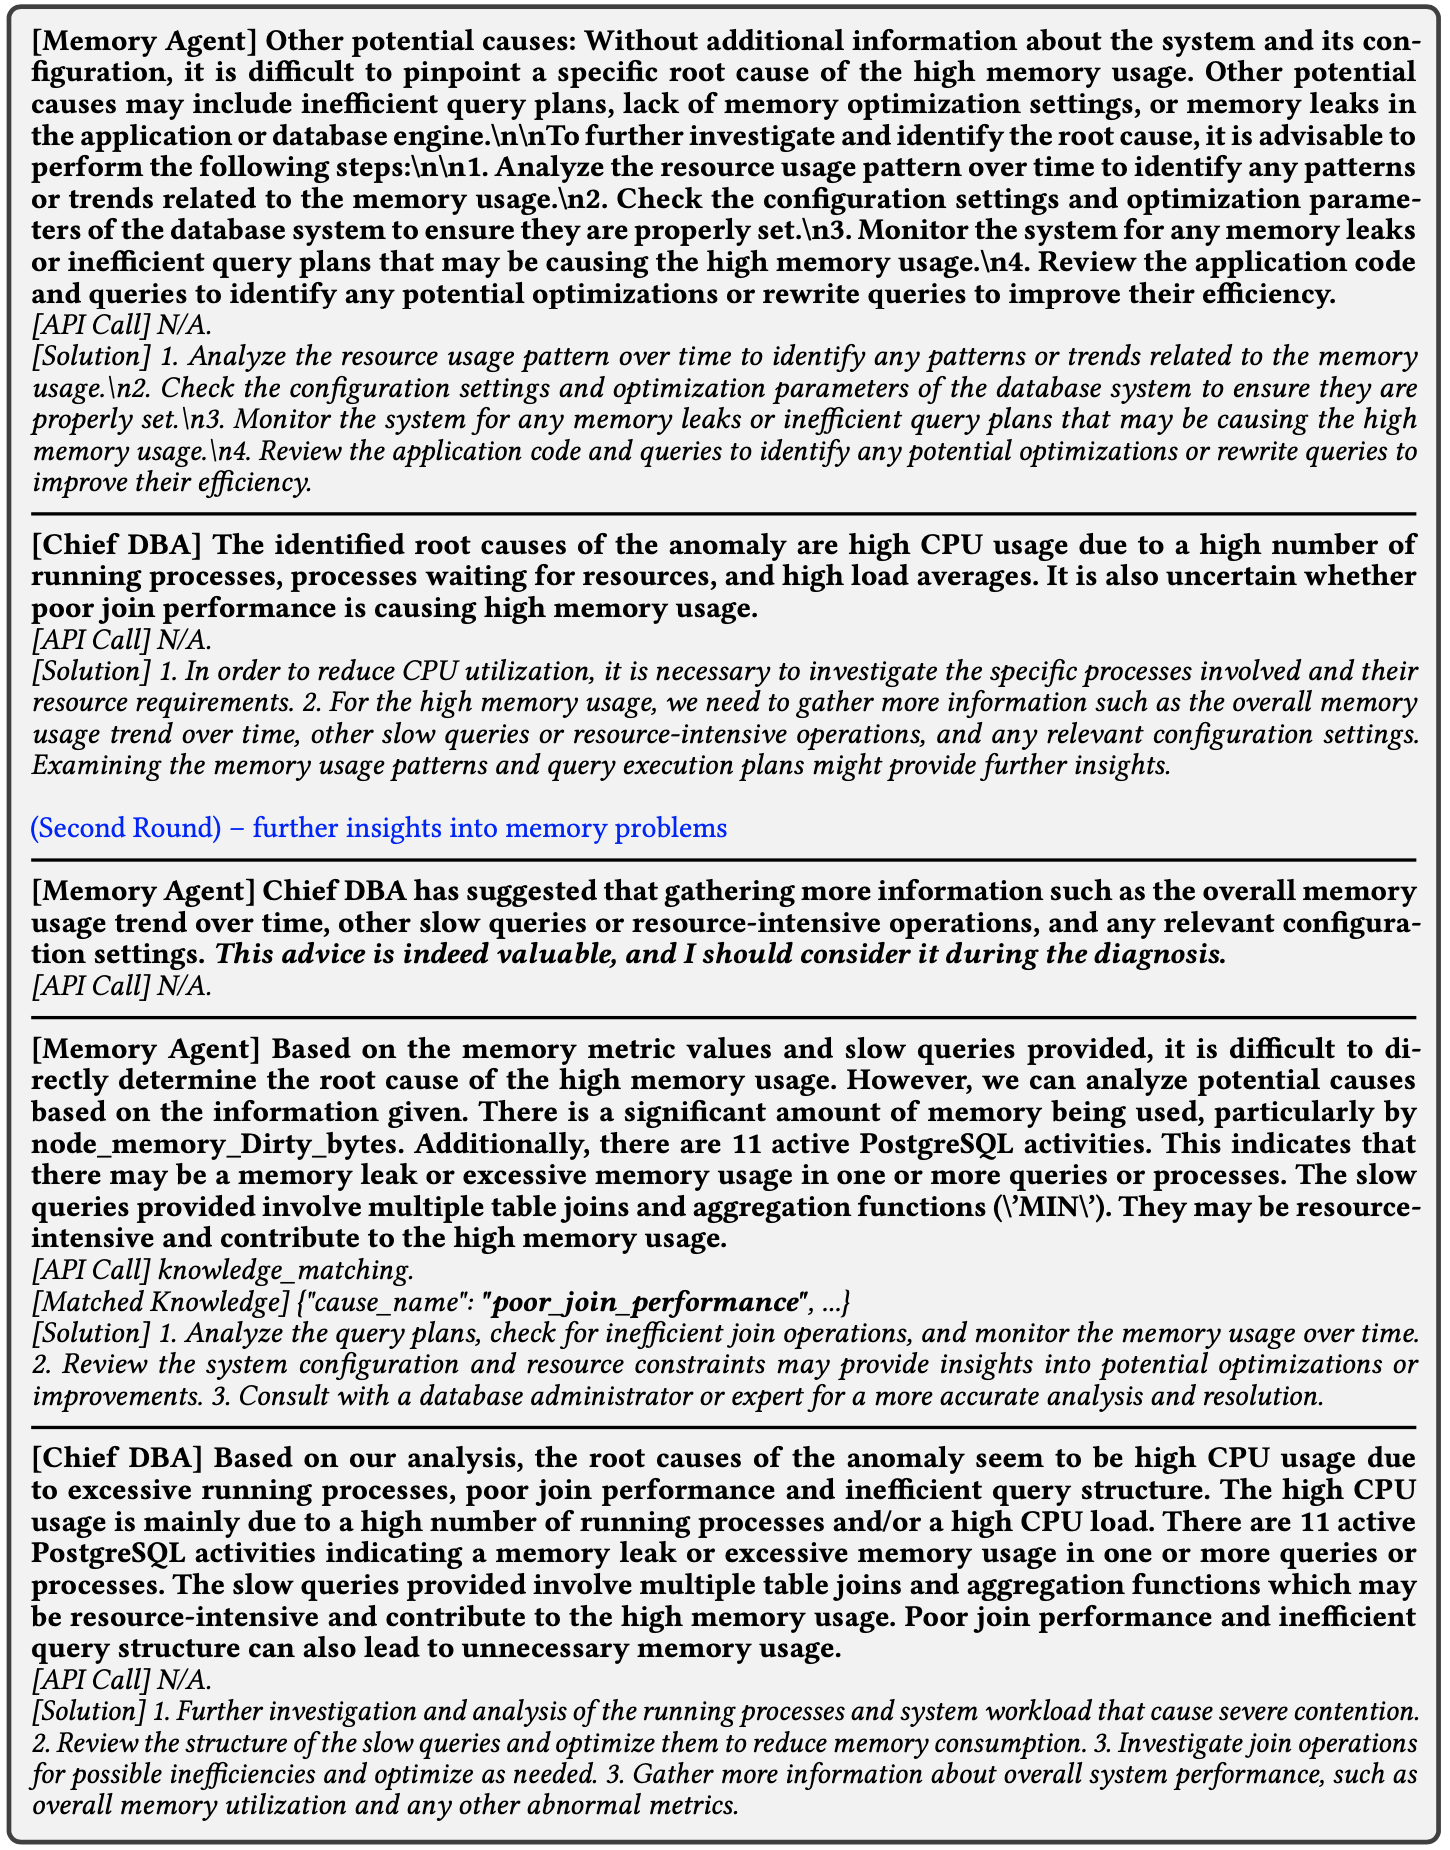 [Memory Agent] Other potential causes: Without additional information about the system and its con-
figuration, it is difficult to pinpoint a specific root cause of the high memory usage. Other potential
causes may include inefficient query plans, lack of memory optimization settings, or memory leaks in
the application or database engine.\n\nTo further investigate and identify the root cause, it is advisable to
perform the following steps:\n\n1. Analyze the resource usage pattern over time to identify any patterns
or trends related to the memory usage.\n2. Check the configuration settings and optimization parame-
ters of the database system to ensure they are properly set.\n3. Monitor the system for any memory leaks
or inefficient query plans that may be causing the high memory usage.\n4. Review the application code
and queries to identify any potential optimizations or rewrite queries to improve their efficiency.
[API Call] N/A.
[Solution] 1. Analyze the resource usage pattern over time to identify any patterns or trends related to the memory
usage.\n2. Check the configuration settings and optimization parameters of the database system to ensure they are
properly set.\n3. Monitor the system for any memory leaks or inefficient query plans that may be causing the high
memory usage.\n4. Review the application code and queries to identify any potential optimizations or rewrite queries to
improve their efficiency.
[Chief DBA] The identified root causes of the anomaly are high CPU usage due to a high number of
running processes, processes waiting for resources, and high load averages. It is also uncertain whether
poor join performance is causing high memory usage.
[API Call] N/A.
[Solution] 1. In order to reduce CPU utilization, it is necessary to investigate the specific processes involved and their
resource requirements. 2. For the high memory usage, we need to gather more information such as the overall memory
usage trend over time, other slow queries or resource-intensive operations, and any relevant configuration settings.
Examining the memory usage patterns and query execution plans might provide further insights.
(Second Round) – further insights into memory problems
[Memory Agent] Chief DBA has suggested that gathering more information such as the overall memory
usage trend over time, other slow queries or resource-intensive operations, and any relevant configura-
tion settings. This advice is indeed valuable, and I should consider it during the diagnosis.
[API Call] N/A.
[Memory Agent] Based on the memory metric values and slow queries provided, it is difficult to di-
rectly determine the root cause of the high memory usage. However, we can analyze potential causes
based on the information given. There is a significant amount of memory being used, particularly by
node_memory_Dirty_bytes. Additionally, there are 11 active PostgreSQL activities. This indicates that
there may be a memory leak or excessive memory usage in one or more queries or processes. The slow
queries provided involve multiple table joins and aggregation functions (\’MIN\’). They may be resource-
intensive and contribute to the high memory usage.
[API Call] knowledge_matching.
[Matched Knowledge] {"cause_name": "poor_join_performance", ...}
[Solution] 1. Analyze the query plans, check for inefficient join operations, and monitor the memory usage over time.
2. Review the system configuration and resource constraints may provide insights into potential optimizations or
improvements. 3. Consult with a database administrator or expert for a more accurate analysis and resolution.
[Chief DBA] Based on our analysis, the root causes of the anomaly seem to be high CPU usage due
to excessive running processes, poor join performance and inefficient query structure. The high CPU
usage is mainly due to a high number of running processes and/or a high CPU load. There are 11 active
PostgreSQL activities indicating a memory leak or excessive memory usage in one or more queries or
processes. The slow queries provided involve multiple table joins and aggregation functions which may
be resource-intensive and contribute to the high memory usage. Poor join performance and inefficient
query structure can also lead to unnecessary memory usage.
[API Call] N/A.
[Solution] 1. Further investigation and analysis of the running processes and system workload that cause severe contention.
2. Review the structure of the slow queries and optimize them to reduce memory consumption. 3. Investigate join operations
for possible inefficiencies and optimize as needed. 3. Gather more information about overall system performance, such as
overall memory utilization and any other abnormal metrics.